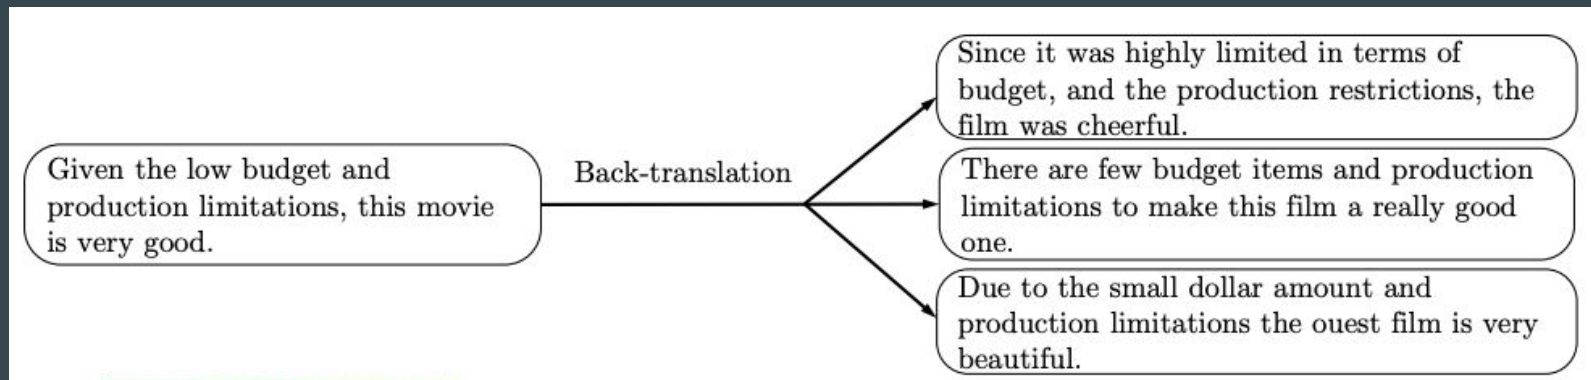 Given the low budget and
production limitations, this movie
is very good.
Back-translation
Since it was highly limited in terms of
budget, and the production restrictions, the
film was cheerful.
There are few budget items and production
limitations to make this film a really good
one.
Due to the small dollar amount and
production limitations the ouest film is very
beautiful.